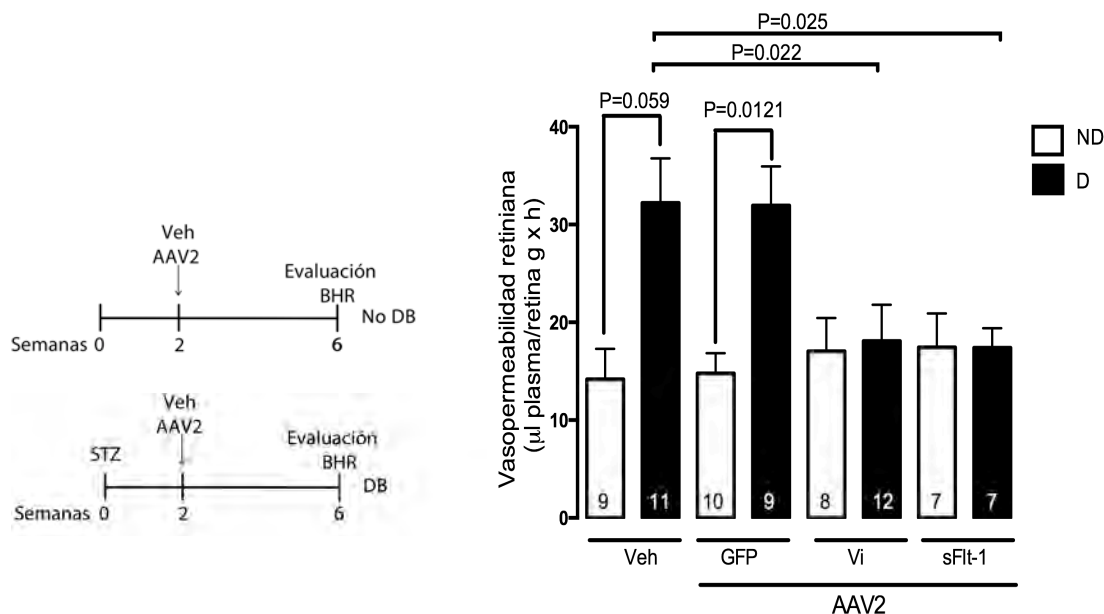 Veh
AAV2
Evaluación
BHR
No DB
Semanas 0 2 6
Veh
AAV2
STZ
Evaluación
BHR
DB
Semanas 0 2 6
P=0.025
P=0.022
P=0.059
P=0.0121
ND
D
Vasopermeabilidad retiniana
(µl plasma/retina g x h)
40
30
20
10
0
9 11 10 9 8 12 7 7
Veh GFP Vi sFlt-1
AAV2